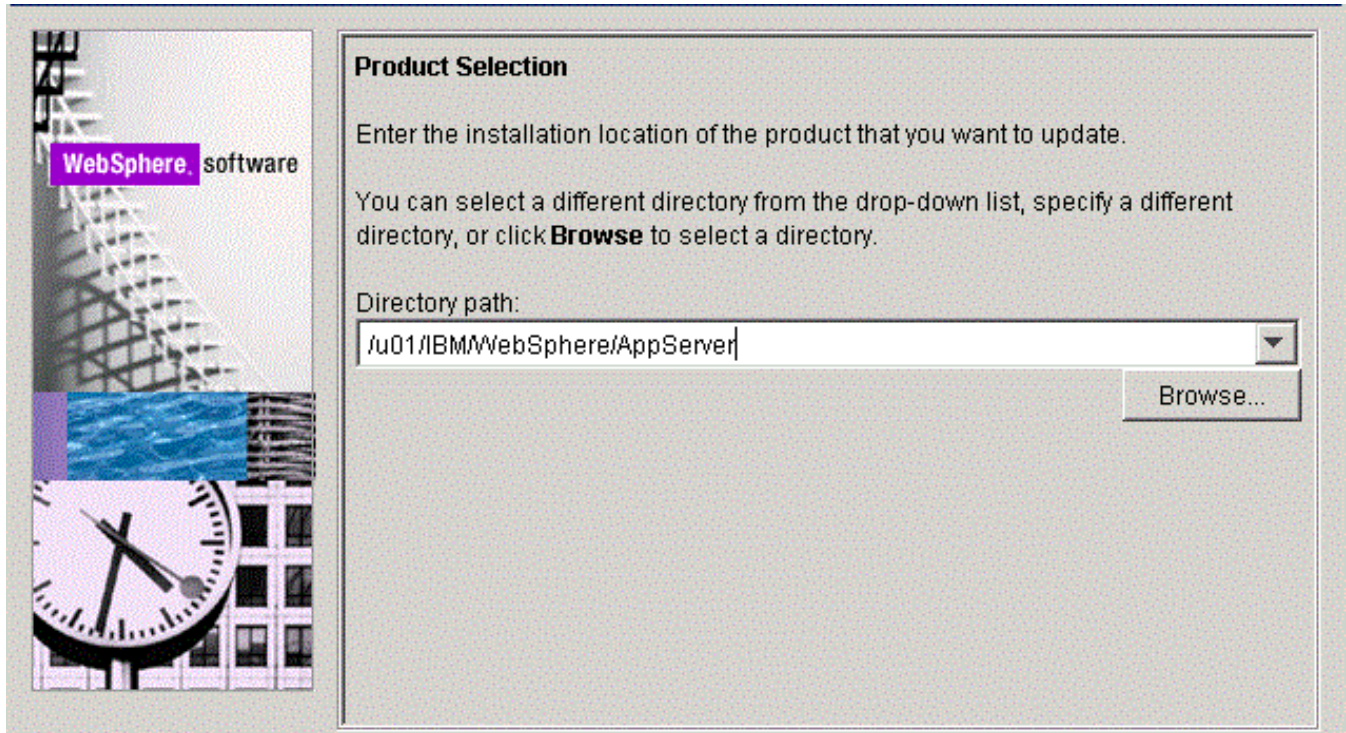 WebSphere. software
Product Selection
Enter the installation location of the product that you want to update.
You can select a different directory from the drop-down list, specify a different
directory, or click Browse to select a directory.
Directory path:
/u01/IBM/WebSphere/AppServer
Browse...